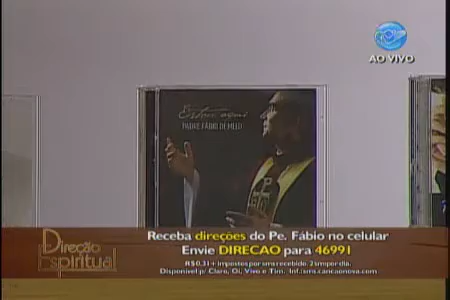 AO VIVO
Estou aqui
PADRE FÁBIO DE MELO
Direção
Espiritual
Receba direções do Pe. Fábio no celular
Envie DIRECAO para 46991
R$ 0,31 + impostos por sms recebido. 2 sms por dia.
Disponível p/ Claro, Oi, Vivo e Tim. Inf.: sms.cancaonova.com